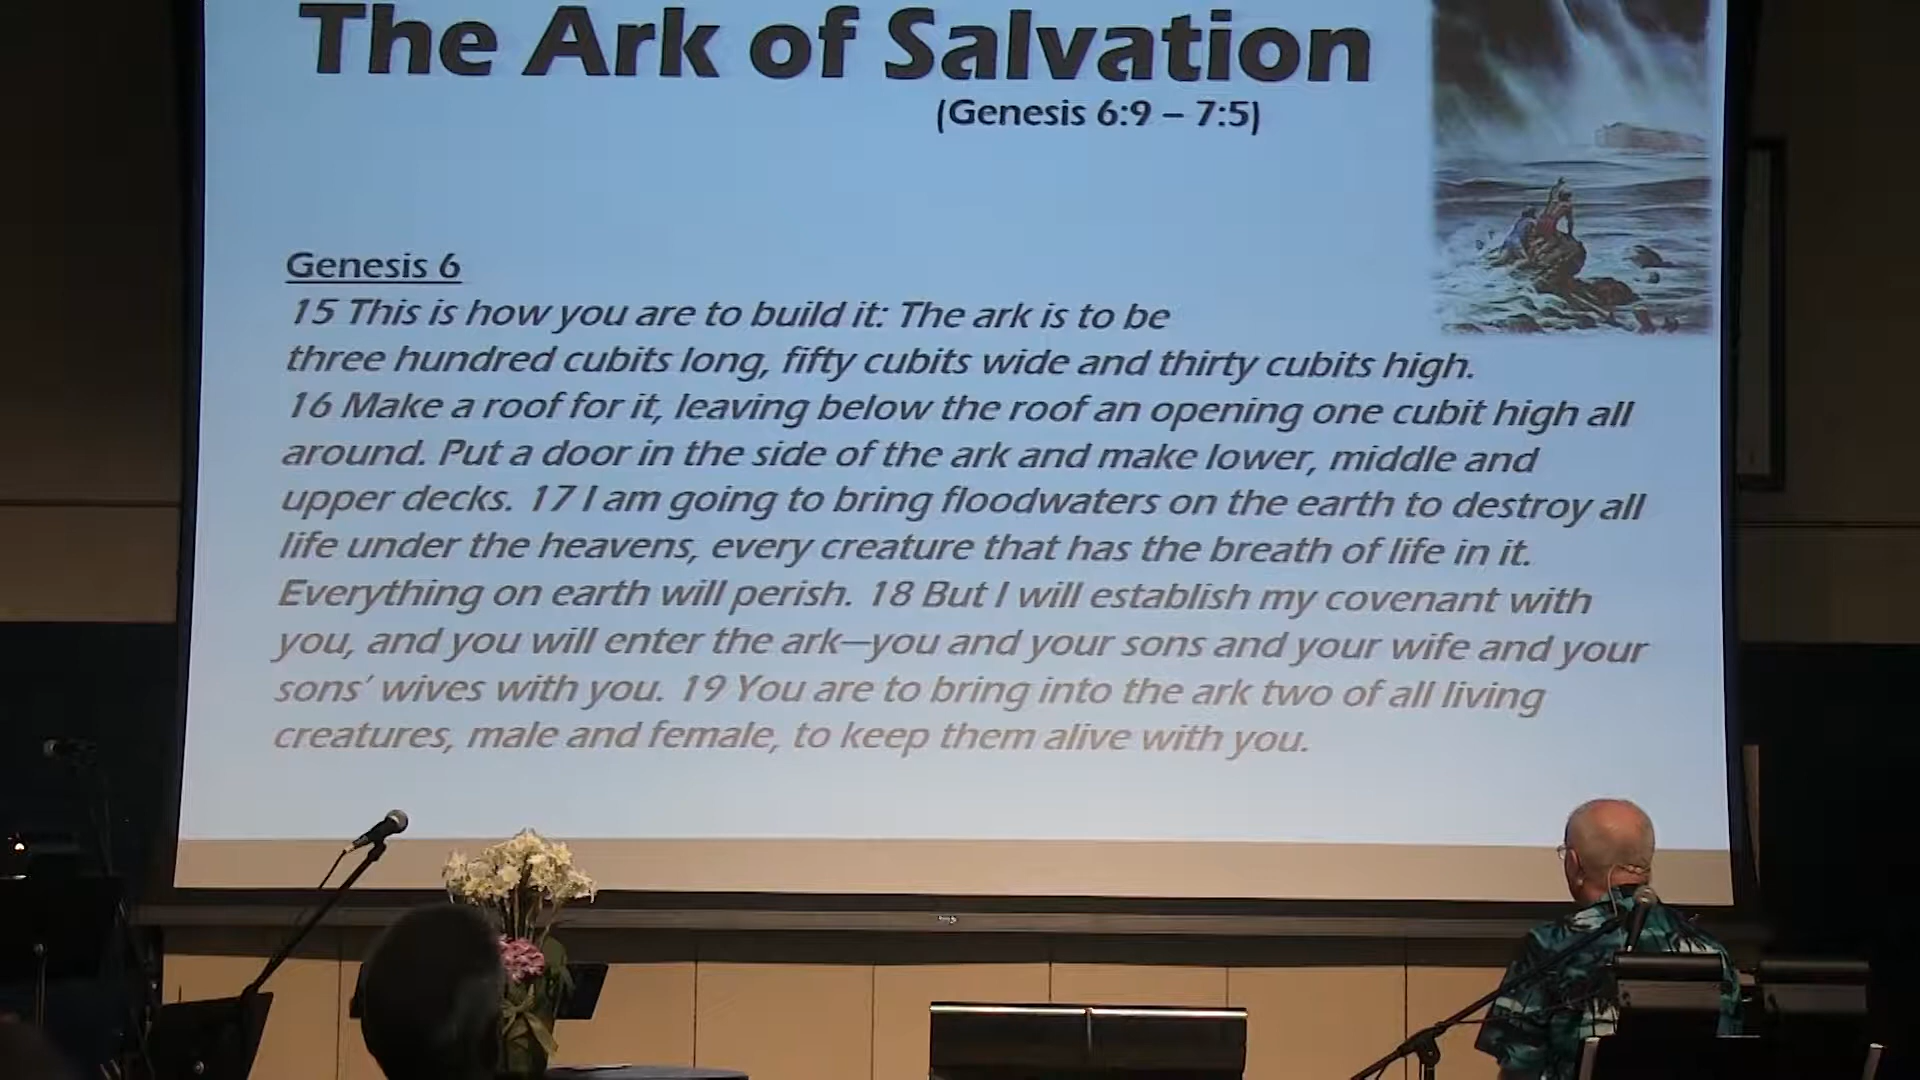 The Ark of Salvation
(Genesis 6:9 – 7:5)
Genesis 6
15 This is how you are to build it: The ark is to be
three hundred cubits long, fifty cubits wide and thirty cubits high.
16 Make a roof for it, leaving below the roof an opening one cubit high all
around. Put a door in the side of the ark and make lower, middle and
upper decks. 17 I am going to bring floodwaters on the earth to destroy all
life under the heavens, every creature that has the breath of life in it.
Everything on earth will perish. 18 But I will establish my covenant with
you, and you will enter the ark—you and your sons and your wife and your
sons’ wives with you. 19 You are to bring into the ark two of all living
creatures, male and female, to keep them alive with you.